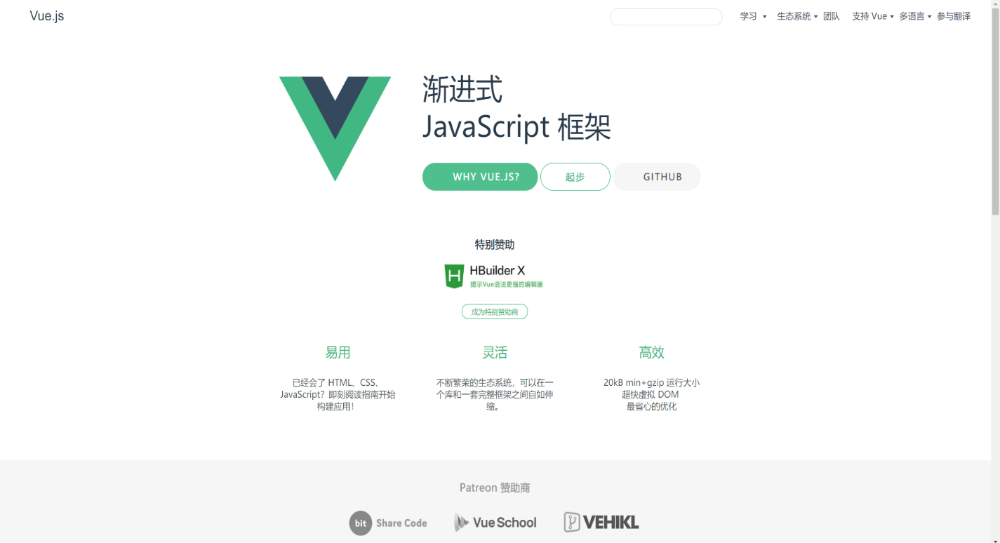 Vue.js
学习 生态系统 团队 支持 Vue 多语言 参与翻译
渐进式
JavaScript 框架
WHY VUE.JS? 起步 GITHUB
特别赞助
H HBuilder X
提示Vue语法更强的编辑器
成为特别赞助商
易用
已经会了 HTML、CSS、
JavaScript？即刻阅读指南开始
构建应用！
灵活
不断繁荣的生态系统，可以在一
个库和一套完整框架之间自如伸
缩。
高效
20kB min+gzip 运行大小
超快虚拟 DOM
最省心的优化
Patreon 赞助商
bit Share Code Vue School VEHIKL